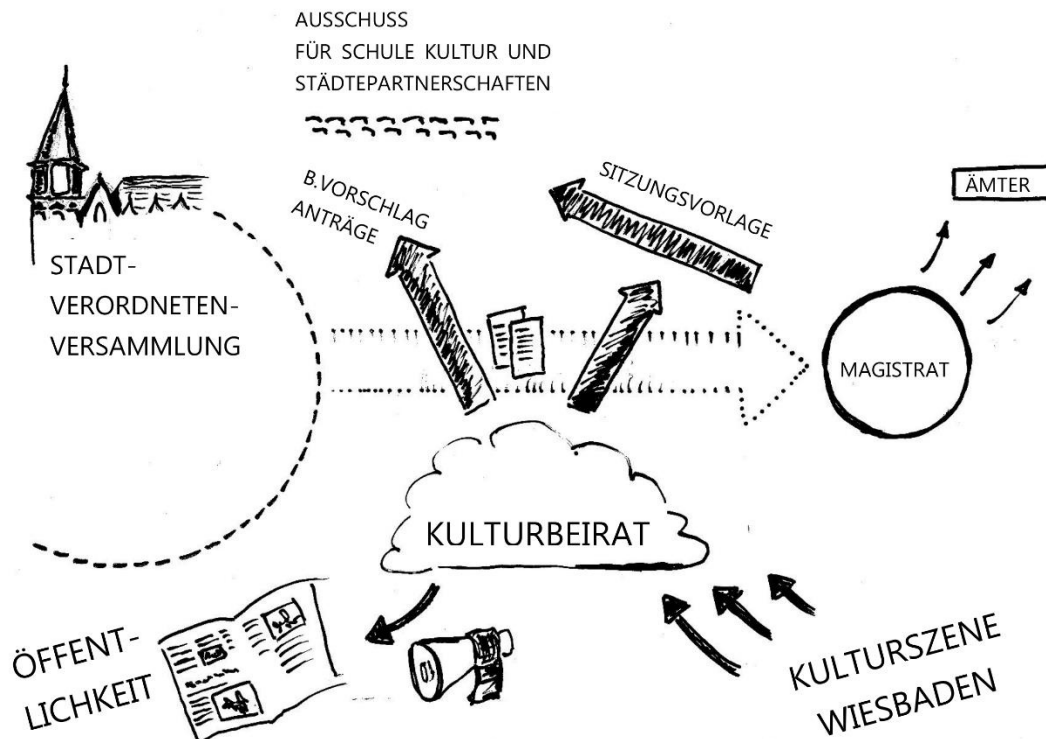 AUSSCHUSS
FÜR SCHULE KULTUR UND
STÄDTEPARTNERSCHAFTEN
B.VORSCHLAG
ANTRÄGE
SITZUNGSVORLAGE
ÄMTER
STADT-
VERORDNETEN-
VERSAMMLUNG
MAGISTRAT
KULTURBEIRAT
ÖFFENT-
LICHKEIT
KULTURSZENE
WIESBADEN